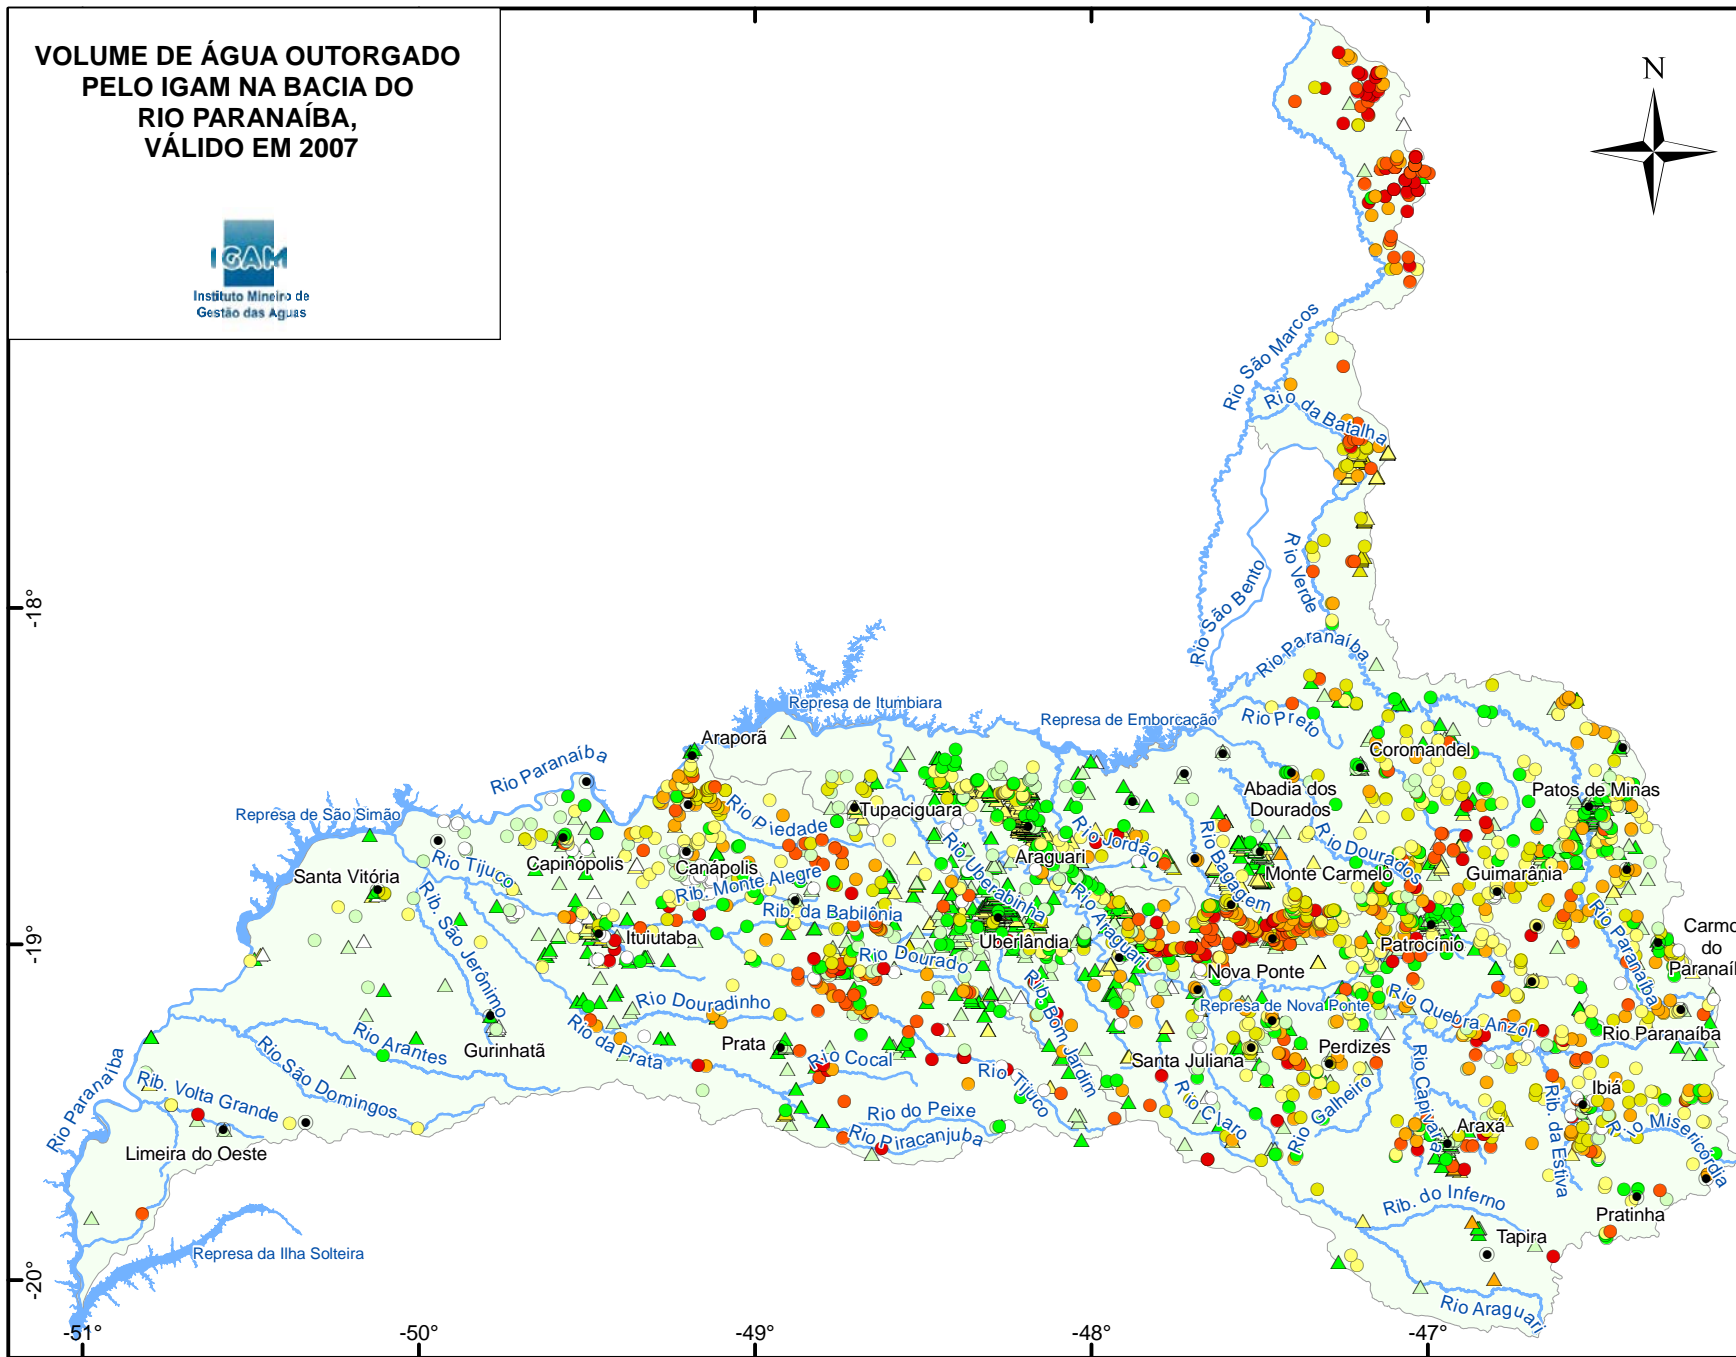 VOLUME DE ÁGUA OUTORGADO
PELO IGAM NA BACIA DO
RIO PARANAÍBA,
VÁLIDO EM 2007
IGAM
Instituto Mineiro de
Gestão das Aguas
N
Rio São Marcos
Rio da Batalha
Rio Verde
Rio São Bento
-18°
Rio Paranaíba
Represa de Itumbiara
Represa de Emborcação
Rio Preto
Araporã
Coromandel
Rio Paranaíba
Abadia dos
Dourados
Patos de Minas
Represa de São Simão
Rio Piedade
Tupaciguara
Rio Jordão
Rio Dourados
Capinópolis
Canápolis
Araguari
Rio Uberabinha
Rio Bagagem
Monte Carmelo
Guimarânia
Rio Tijuco
Santa Vitória
Rib. Monte Alegre
Rib. da Babilônia
Rio Araguari
Rio Paranaíba
Rib. São Jerônimo
Ituiutaba
Uberlândia
Patrocínio
Carmo
do
Paranaíb
-19°
Rio Dourado
Nova Ponte
Represa de Nova Ponte
Rio Douradinho
Rib. Bom Jardim
Rio Quebra Anzol
Rio Paranaíba
Rio Arantes
Gurinhatã
Rio da Prata
Prata
Rio Cocal
Santa Juliana
Perdizes
Rio São Domingos
Rib. Volta Grande
Rio Paranaíba
Rio Tijuco
Rio Claro
Rio Galheiro
Rio Capivara
Rib. da Estiva
Ibiá
Rio Misericórdia
Limeira do Oeste
Rio do Peixe
Rio Piracanjuba
Araxá
Rib. do Inferno
Pratinha
Tapira
Represa da Ilha Solteira
-20°
Rio Araguari
-51°
-50°
-49°
-48°
-47°